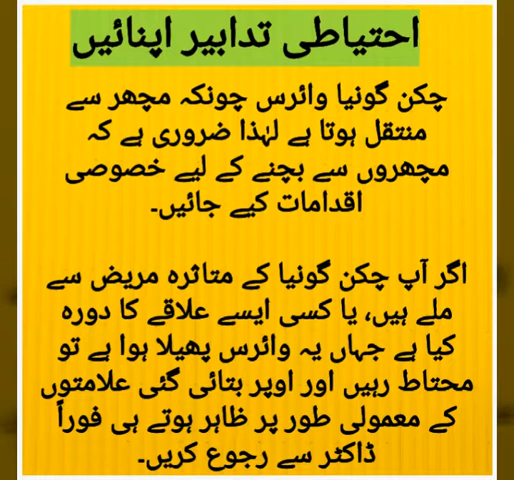 احتیاطی تدابیر اپنائیں
چکن گونیا وائرس چونکہ مچھر سے
منتقل ہوتا ہے لہٰذا ضروری ہے کہ
مچھروں سے بچنے کے لیے خصوصی
اقدامات کیے جائیں۔
اگر آپ چکن گونیا کے متاثرہ مریض سے
ملے ہیں، یا کسی ایسے علاقے کا دورہ
کیا ہے جہاں یہ وائرس پھیلا ہوا ہے تو
محتاط رہیں اور اوپر بتائی گئی علامتوں
کے معمولی طور پر ظاہر ہوتے ہی فوراً
ڈاکٹر سے رجوع کریں۔